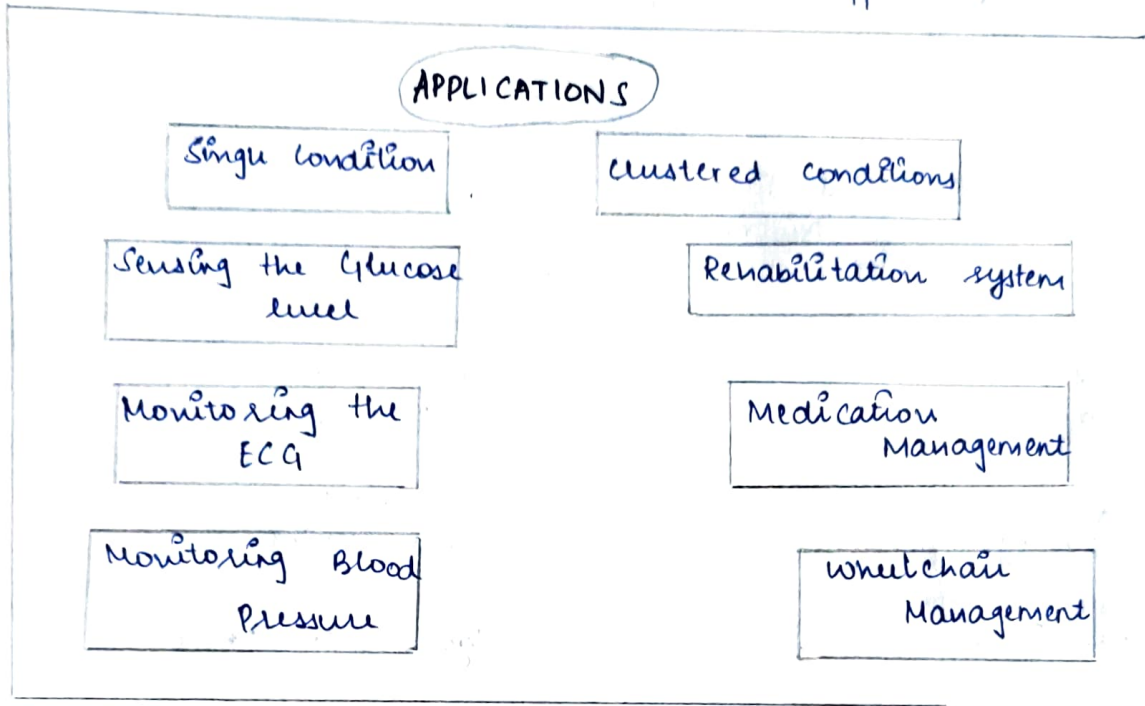 APPLICATIONS
Single Condition
Clustered conditions
Sensing the Glucose
level
Rehabilitation system
Monitoring the
ECG
Medication
Management
Monitoring Blood
Pressure
Wheelchair
Management